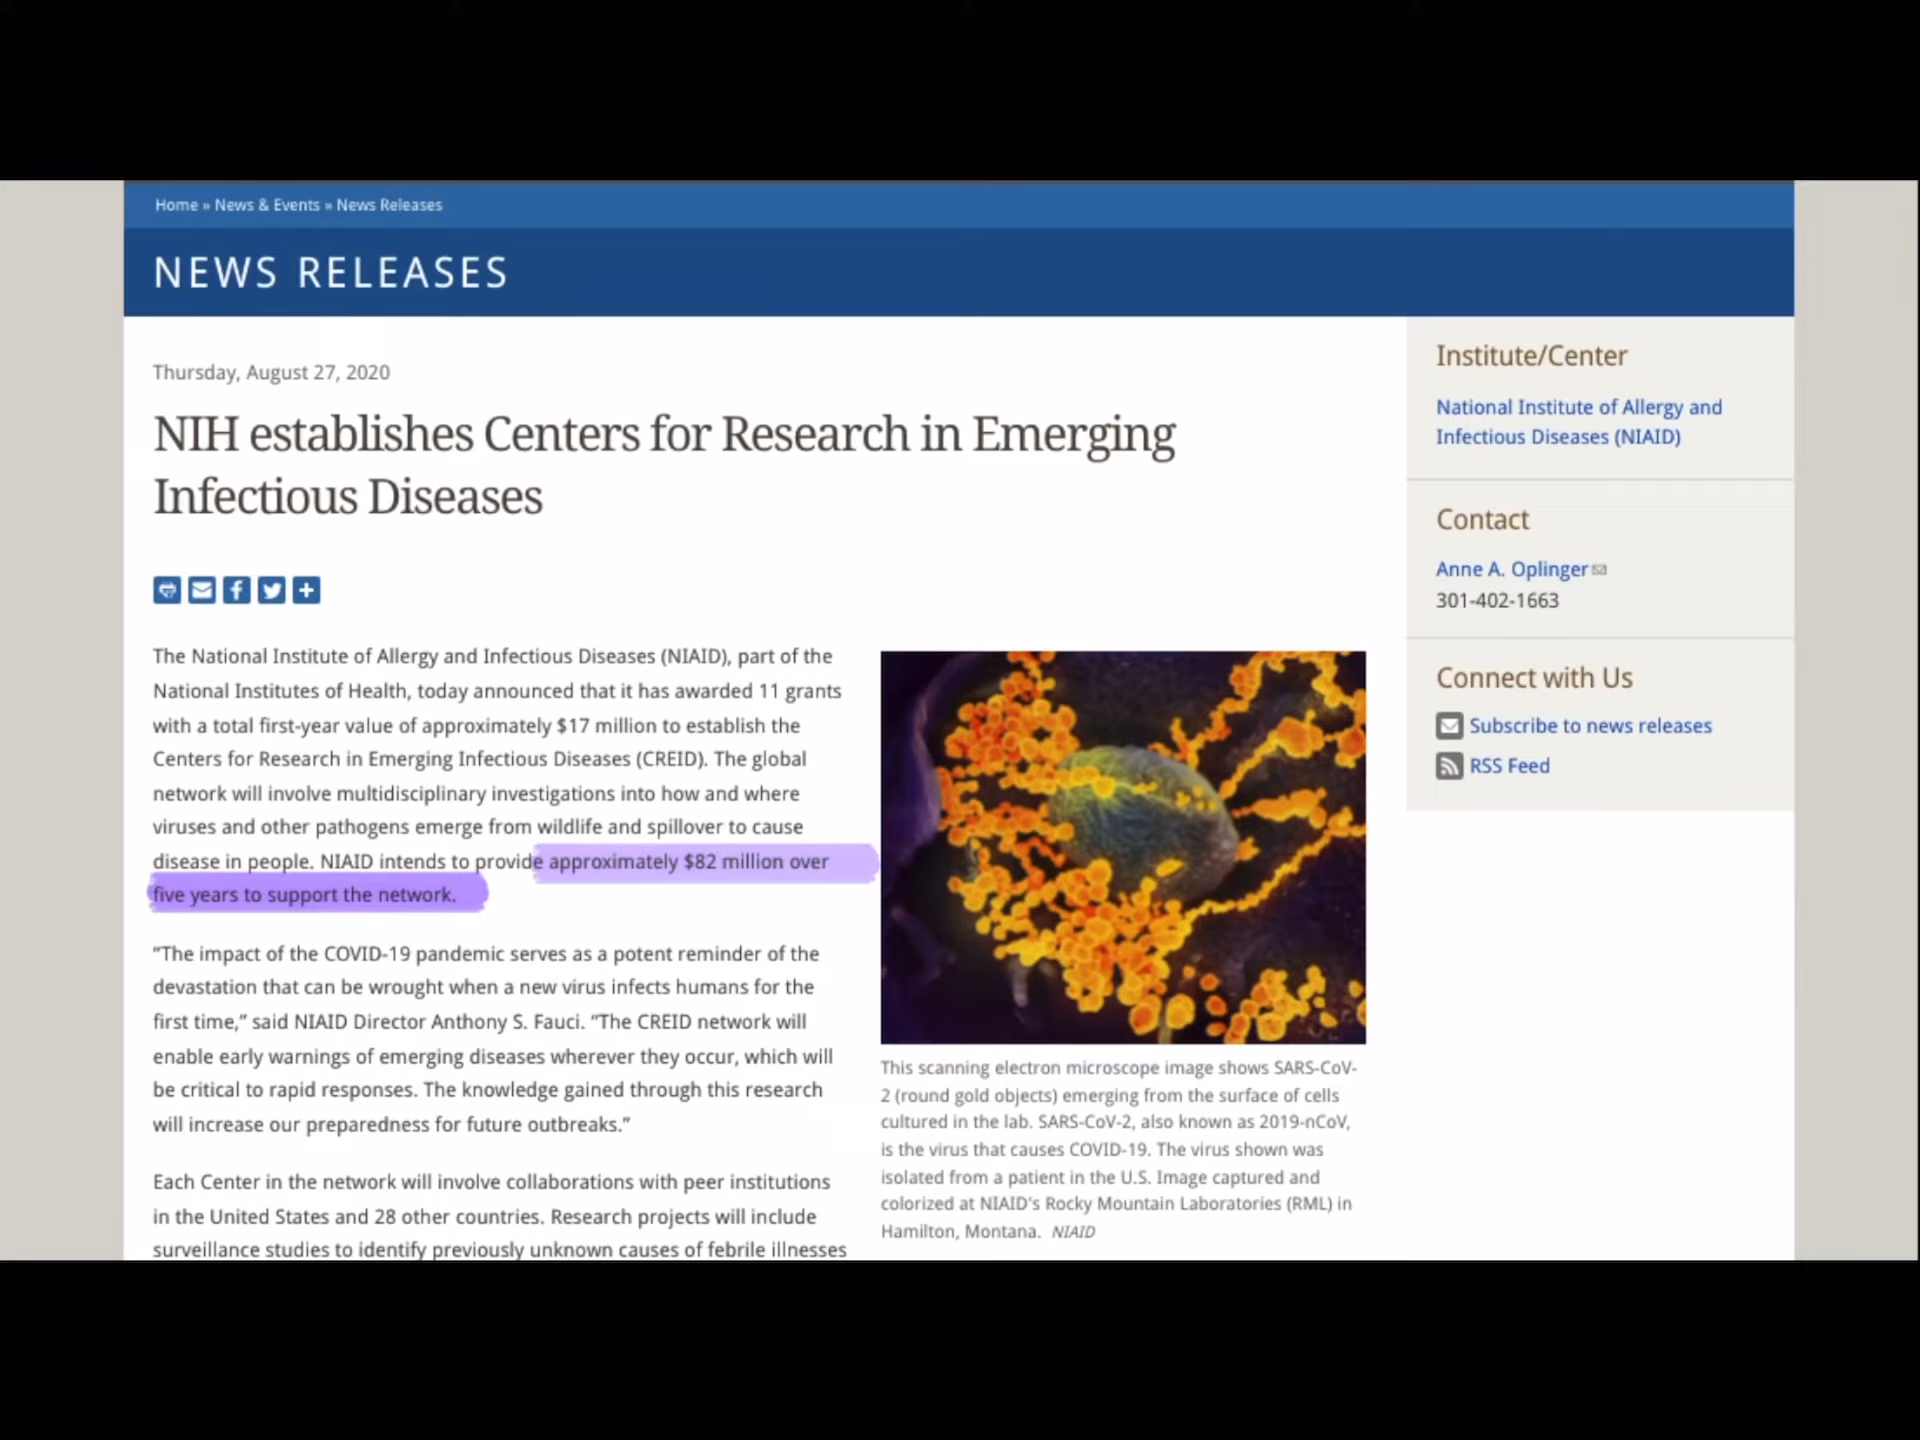 Home » News & Events » News Releases
NEWS RELEASES
Thursday, August 27, 2020
NIH establishes Centers for Research in Emerging
Infectious Diseases
The National Institute of Allergy and Infectious Diseases (NIAID), part of the
National Institutes of Health, today announced that it has awarded 11 grants
with a total first-year value of approximately $17 million to establish the
Centers for Research in Emerging Infectious Diseases (CREID). The global
network will involve multidisciplinary investigations into how and where
viruses and other pathogens emerge from wildlife and spillover to cause
disease in people. NIAID intends to provide approximately $82 million over
five years to support the network.
"The impact of the COVID-19 pandemic serves as a potent reminder of the
devastation that can be wrought when a new virus infects humans for the
first time," said NIAID Director Anthony S. Fauci. "The CREID network will
enable early warnings of emerging diseases wherever they occur, which will
be critical to rapid responses. The knowledge gained through this research
will increase our preparedness for future outbreaks."
Each Center in the network will involve collaborations with peer institutions
in the United States and 28 other countries. Research projects will include
surveillance studies to identify previously unknown causes of febrile illnesses
This scanning electron microscope image shows SARS-CoV-
2 (round gold objects) emerging from the surface of cells
cultured in the lab. SARS-CoV-2, also known as 2019-nCoV,
is the virus that causes COVID-19. The virus shown was
isolated from a patient in the U.S. Image captured and
colorized at NIAID's Rocky Mountain Laboratories (RML) in
Hamilton, Montana. NIAID
Institute/Center
National Institute of Allergy and
Infectious Diseases (NIAID)
Contact
Anne A. Oplinger
301-402-1663
Connect with Us
Subscribe to news releases
RSS Feed